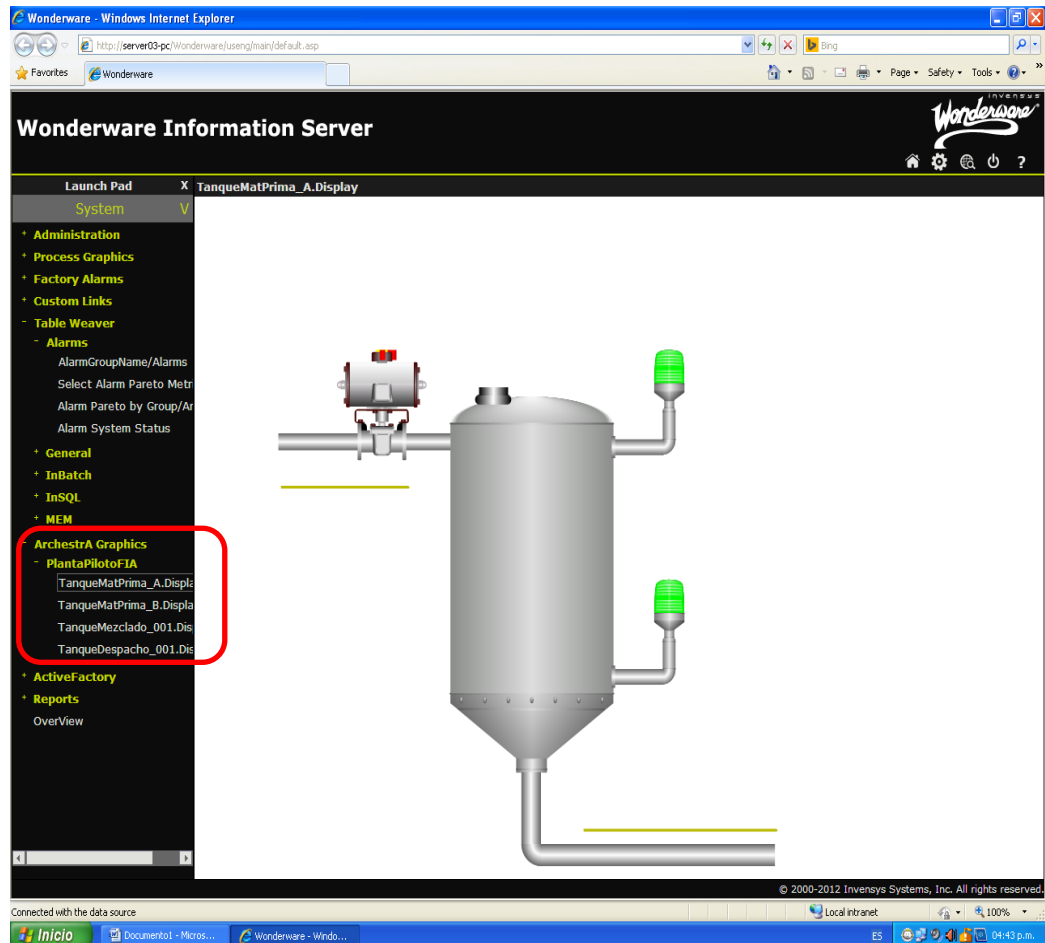 Wonderware - Windows Internet Explorer
http://server03-pc/Wonderware/useng/main/default.asp
Bing
Favorites
Wonderware
Page
Safety
Tools
»
Wonderware Information Server
invensys
Wonderware
?
Launch Pad X
TanqueMatPrima_A.Display
System V
+ Administration
+ Process Graphics
+ Factory Alarms
+ Custom Links
- Table Weaver
- Alarms
AlarmGroupName/Alarms
Select Alarm Pareto Metr
Alarm Pareto by Group/Ar
Alarm System Status
+ General
+ InBatch
+ InSQL
+ MEM
- ArchestrA Graphics
- PlantaPilotoFIA
TanqueMatPrima_A.Displa
TanqueMatPrima_B.Displa
TanqueMezclado_001.Dis
TanqueDespacho_001.Dis
+ ActiveFactory
+ Reports
OverView
© 2000-2012 Invensys Systems, Inc. All rights reserved.
Connected with the data source
Local intranet
100%
Inicio
Documento1 - Micros...
Wonderware - Windo...
ES
04:43 p.m.